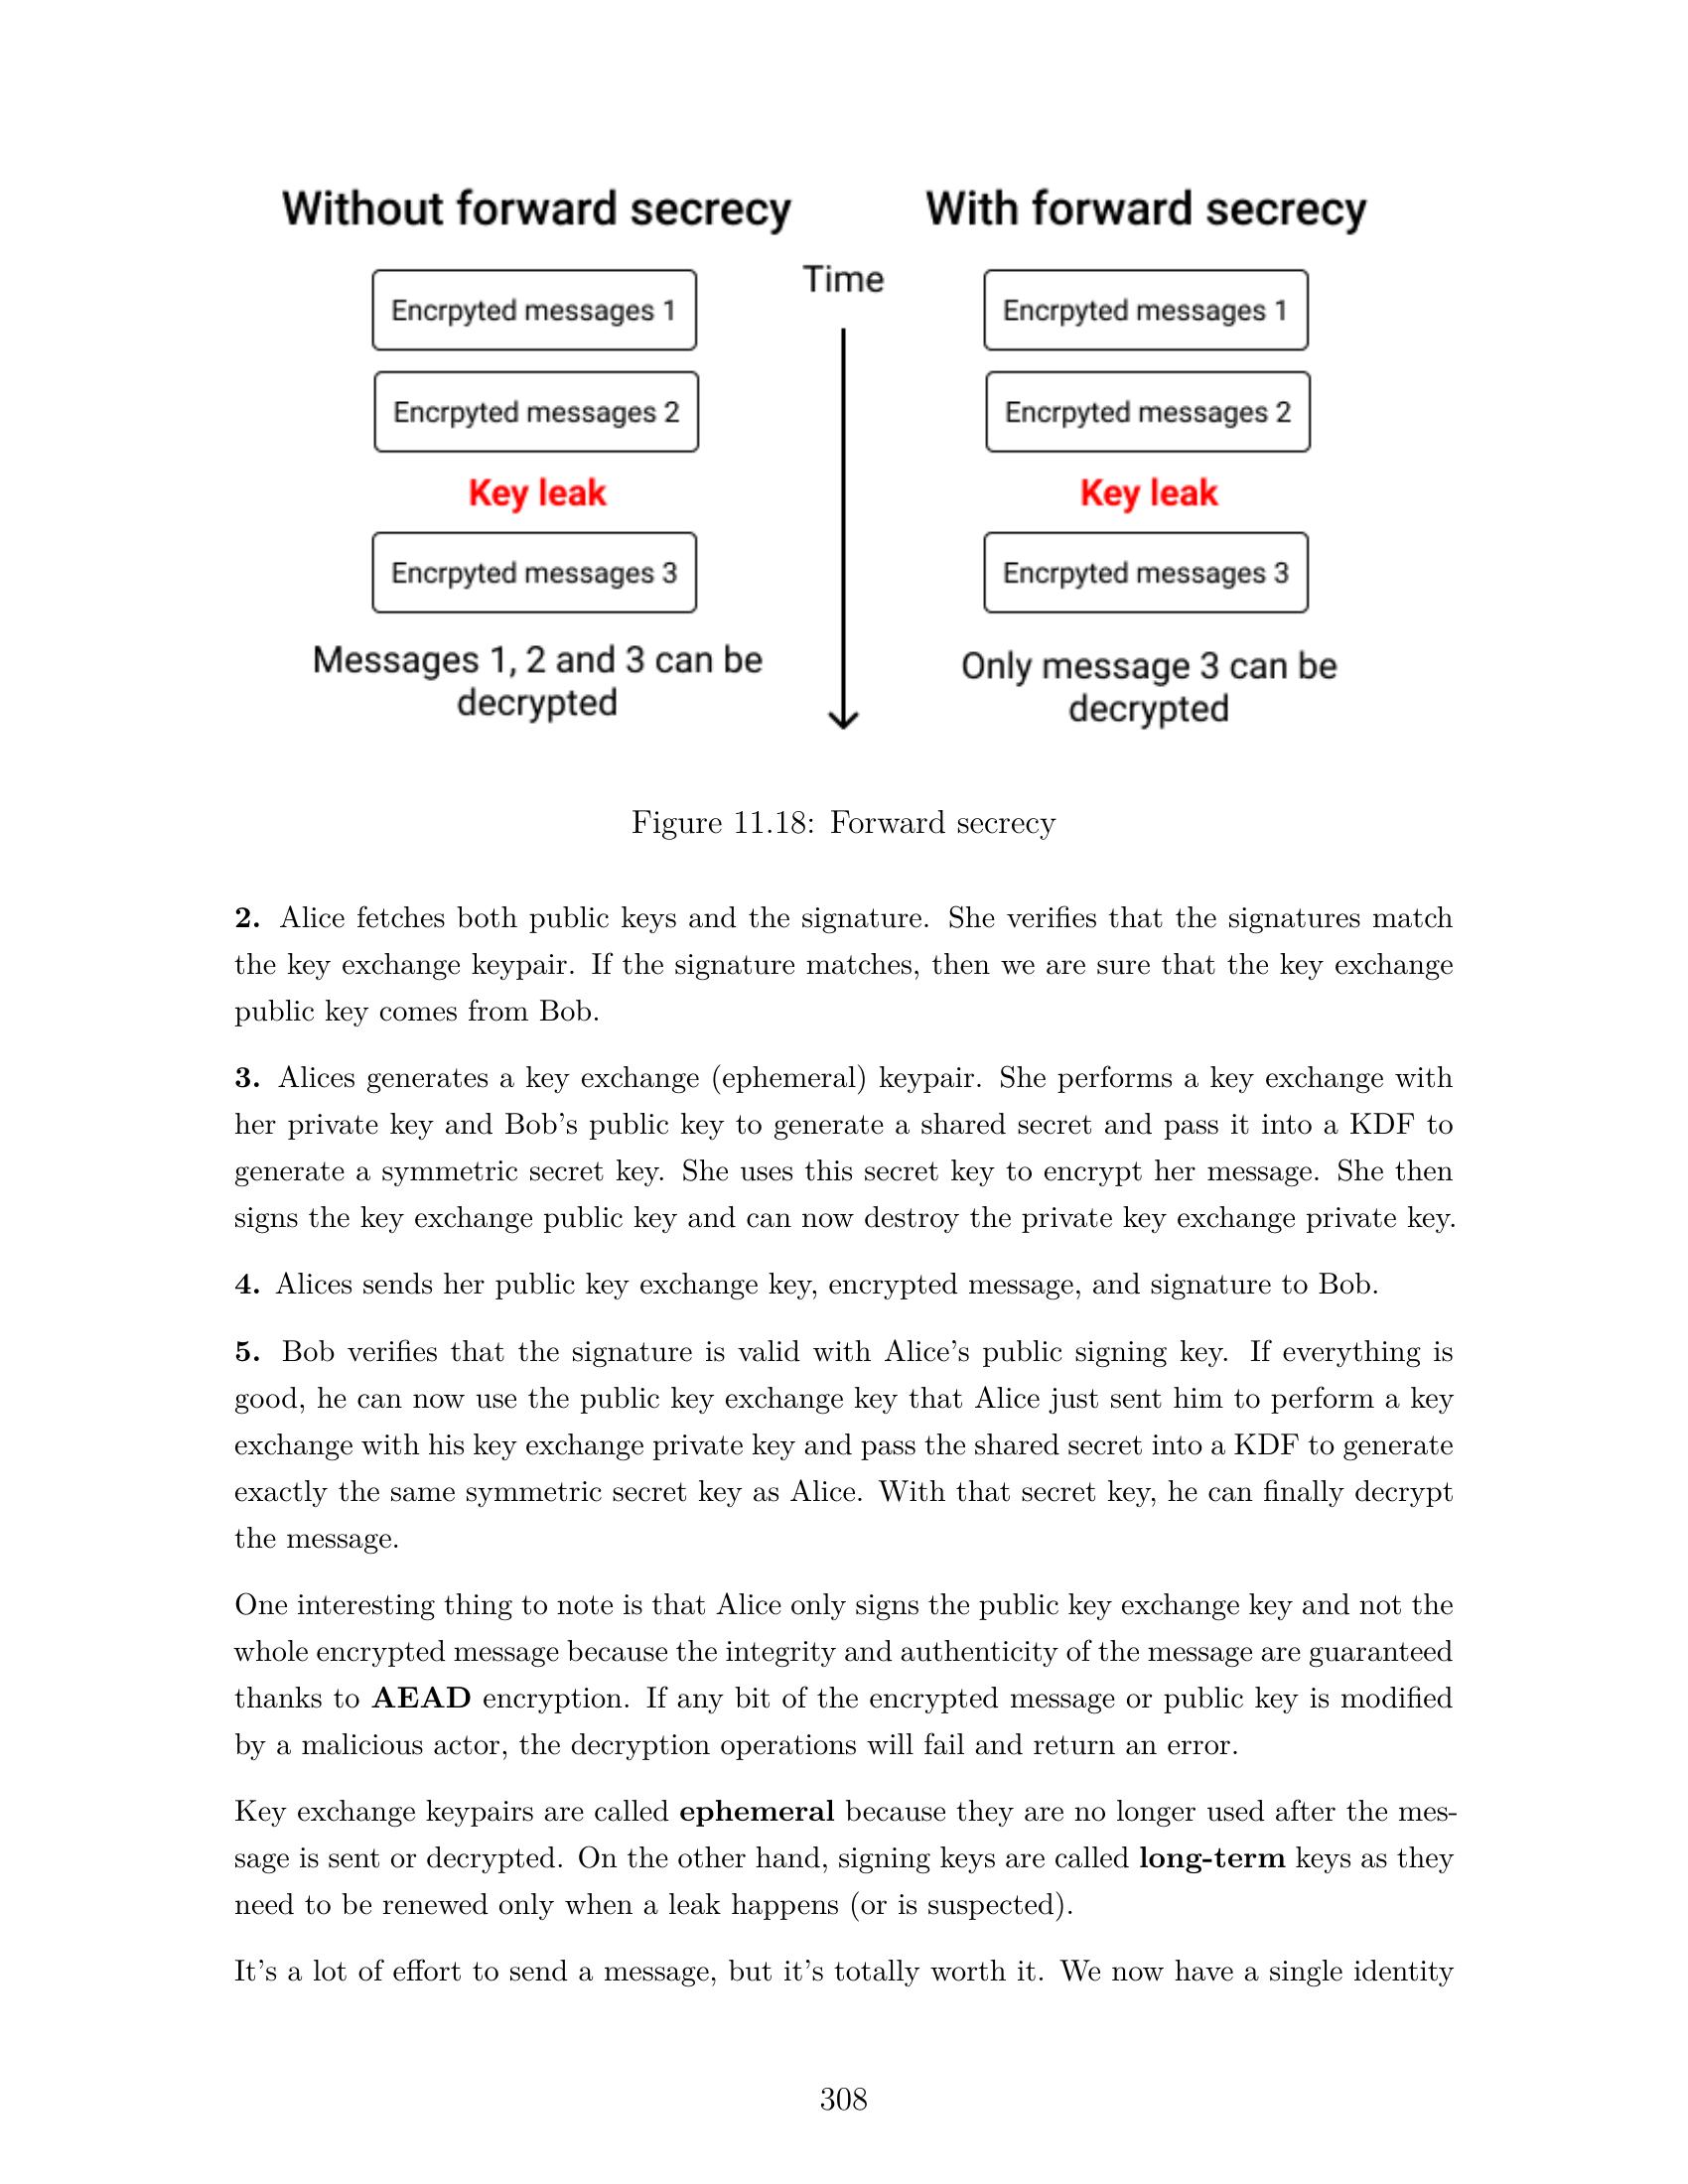 Without forward secrecy
With forward secrecy
Time
Encrpyted messages 1
Encrpyted messages 1
Encrpyted messages 2
Encrpyted messages 2
Key leak
Key leak
Encrpyted messages 3
Encrpyted messages 3
Messages 1, 2 and 3 can be
decrypted
Only message 3 can be
decrypted
Figure 11.18: Forward secrecy
2. Alice fetches both public keys and the signature. She verifies that the signatures match
the key exchange keypair. If the signature matches, then we are sure that the key exchange
public key comes from Bob.
3. Alices generates a key exchange (ephemeral) keypair. She performs a key exchange with
her private key and Bob's public key to generate a shared secret and pass it into a KDF to
generate a symmetric secret key. She uses this secret key to encrypt her message. She then
signs the key exchange public key and can now destroy the private key exchange private key.
4. Alices sends her public key exchange key, encrypted message, and signature to Bob.
5. Bob verifies that the signature is valid with Alice's public signing key. If everything is
good, he can now use the public key exchange key that Alice just sent him to perform a key
exchange with his key exchange private key and pass the shared secret into a KDF to generate
exactly the same symmetric secret key as Alice. With that secret key, he can finally decrypt
the message.
One interesting thing to note is that Alice only signs the public key exchange key and not the
whole encrypted message because the integrity and authenticity of the message are guaranteed
thanks to AEAD encryption. If any bit of the encrypted message or public key is modified
by a malicious actor, the decryption operations will fail and return an error.
Key exchange keypairs are called ephemeral because they are no longer used after the mes-
sage is sent or decrypted. On the other hand, signing keys are called long-term keys as they
need to be renewed only when a leak happens (or is suspected).
It's a lot of effort to send a message, but it's totally worth it. We now have a single identity
308